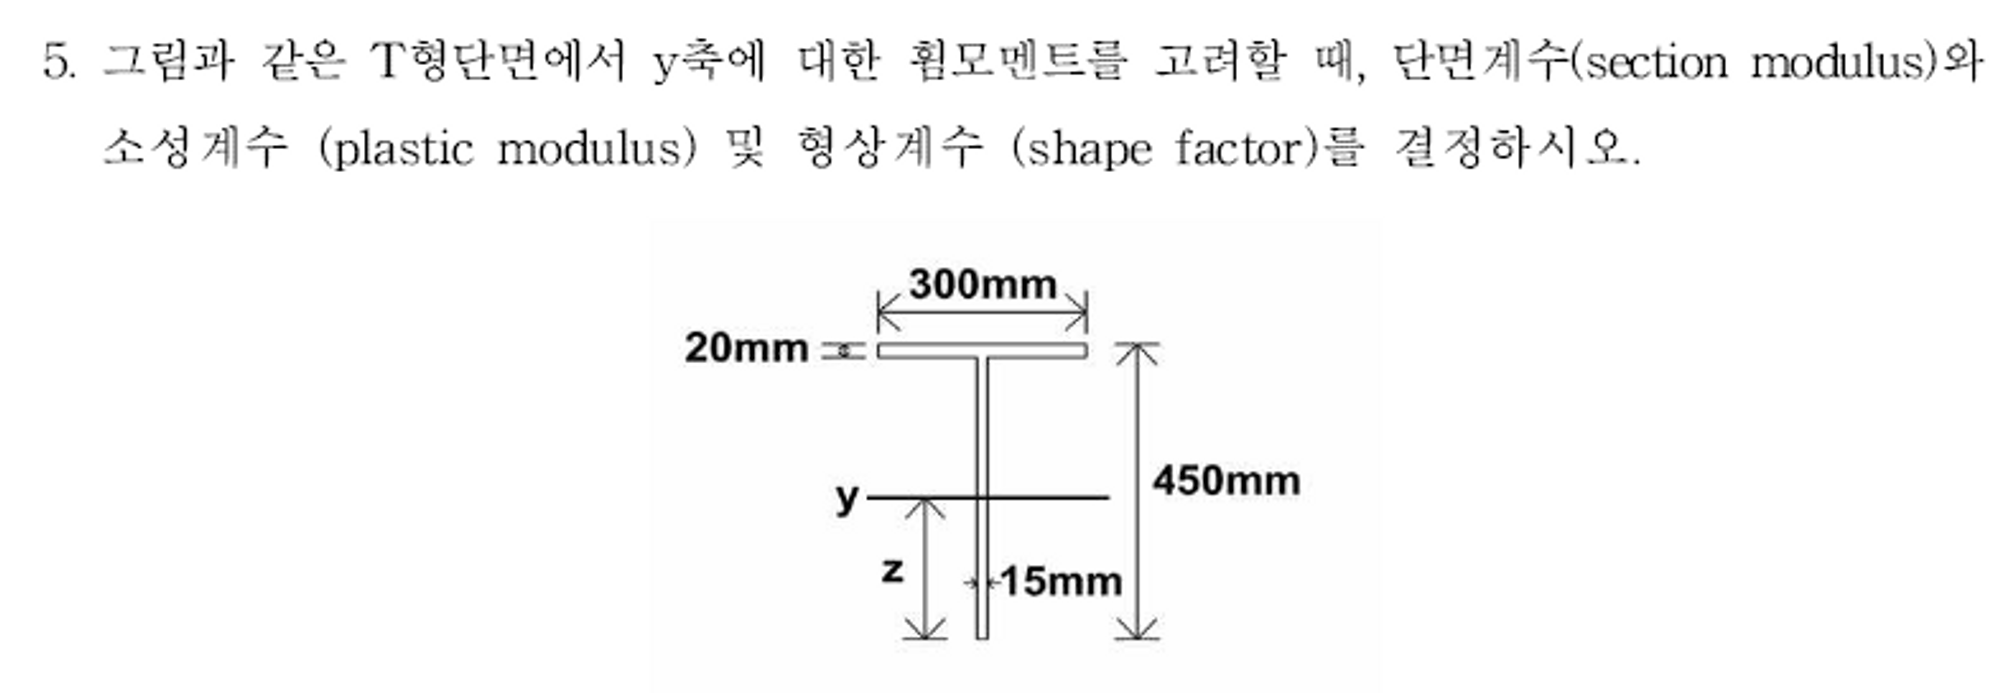 5. 그림과 같은 T형단면에서 y축에 대한 휨모멘트를 고려할 때, 단면계수(section modulus)와
소성계수 (plastic modulus) 및 형상계수 (shape factor)를 결정하시오.
300mm
20mm
450mm
y
z
15mm